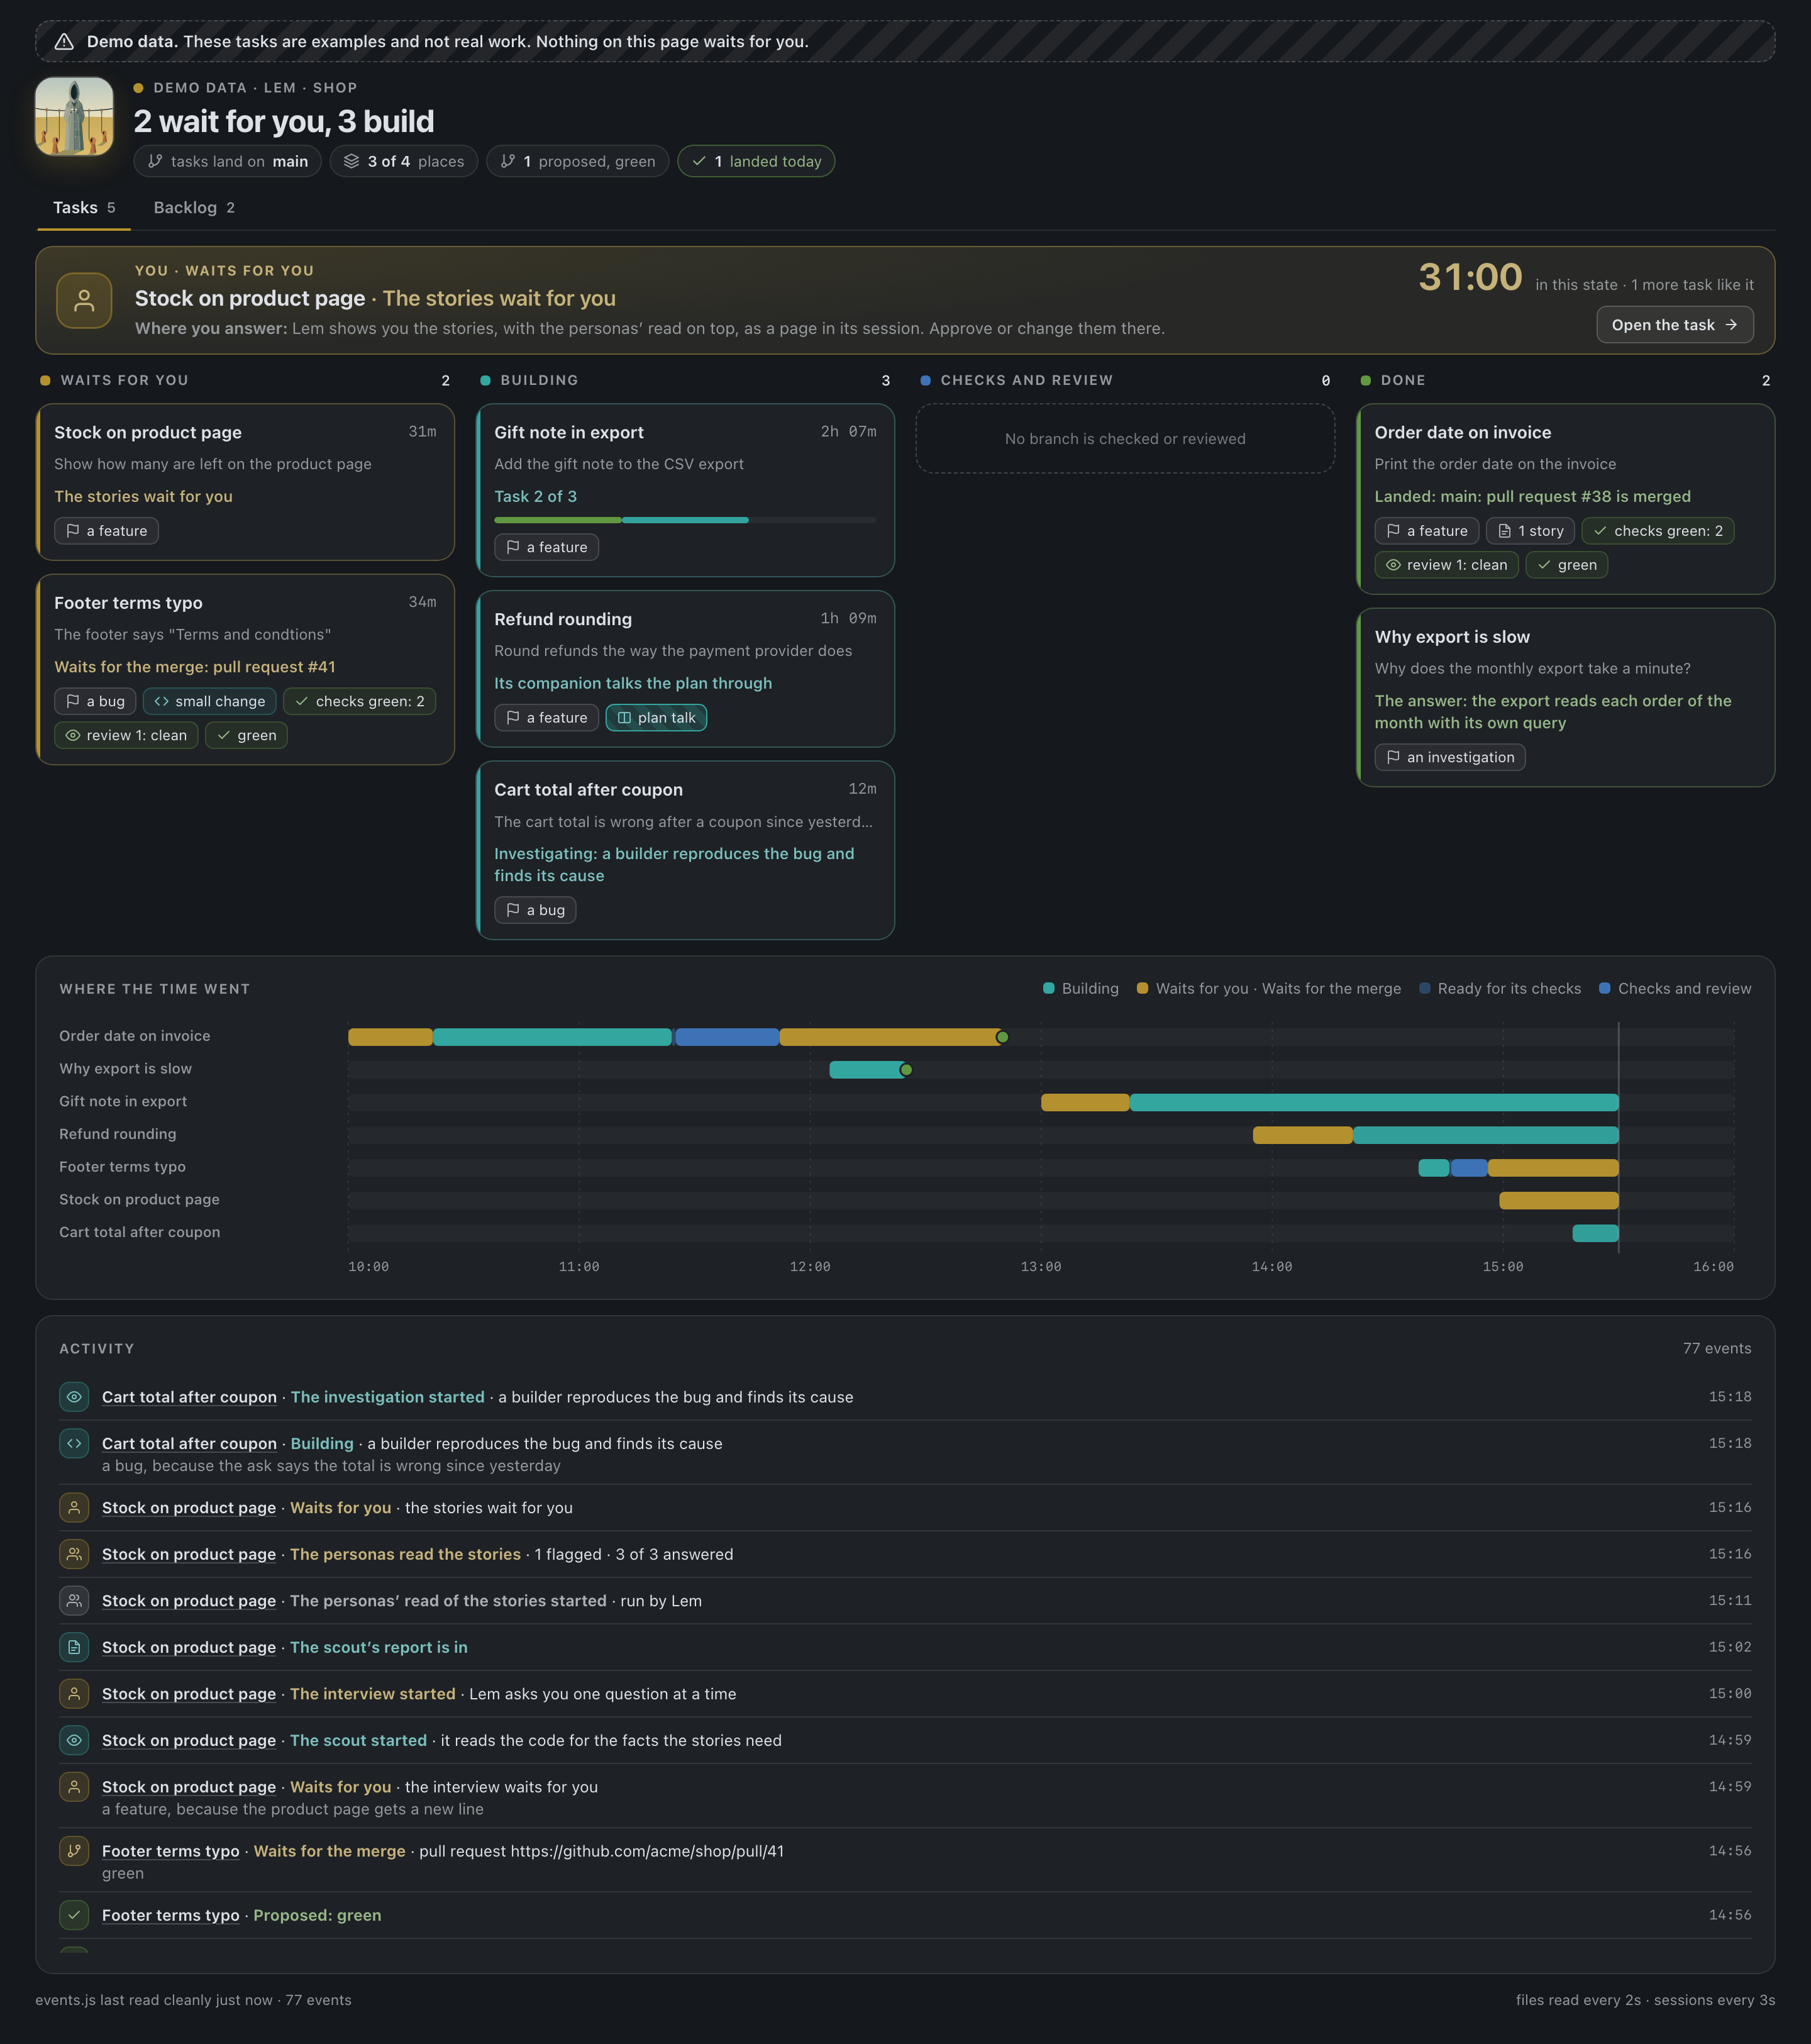 Demo data. These tasks are examples and not real work. Nothing on this page waits for you.
DEMO DATA · LEM · SHOP
2 wait for you, 3 build
tasks land on main
3 of 4 places
1 proposed, green
1 landed today
Tasks 5
Backlog 2
YOU · WAITS FOR YOU
Stock on product page · The stories wait for you
Where you answer: Lem shows you the stories, with the personas’ read on top, as a page in its session. Approve or change them there.
31:00 in this state · 1 more task like it
Open the task
WAITS FOR YOU 2
Stock on product page 31m
Show how many are left on the product page
The stories wait for you
a feature
Footer terms typo 34m
The footer says "Terms and condtions"
Waits for the merge: pull request #41
a bug
small change
checks green: 2
review 1: clean
green
BUILDING 3
Gift note in export 2h 07m
Add the gift note to the CSV export
Task 2 of 3
a feature
Refund rounding 1h 09m
Round refunds the way the payment provider does
Its companion talks the plan through
a feature
plan talk
Cart total after coupon 12m
The cart total is wrong after a coupon since yesterd...
Investigating: a builder reproduces the bug and
finds its cause
a bug
CHECKS AND REVIEW 0
No branch is checked or reviewed
DONE 2
Order date on invoice
Print the order date on the invoice
Landed: main: pull request #38 is merged
a feature
1 story
checks green: 2
review 1: clean
green
Why export is slow
Why does the monthly export take a minute?
The answer: the export reads each order of the
month with its own query
an investigation
WHERE THE TIME WENT
Building
Waits for you · Waits for the merge
Ready for its checks
Checks and review
Order date on invoice
Why export is slow
Gift note in export
Refund rounding
Footer terms typo
Stock on product page
Cart total after coupon
10:00 11:00 12:00 13:00 14:00 15:00 16:00
ACTIVITY 77 events
Cart total after coupon · The investigation started · a builder reproduces the bug and finds its cause 15:18
Cart total after coupon · Building · a builder reproduces the bug and finds its cause 15:18
a bug, because the ask says the total is wrong since yesterday
Stock on product page · Waits for you · the stories wait for you 15:16
Stock on product page · The personas read the stories · 1 flagged · 3 of 3 answered 15:16
Stock on product page · The personas’ read of the stories started · run by Lem 15:11
Stock on product page · The scout’s report is in 15:02
Stock on product page · The interview started · Lem asks you one question at a time 15:00
Stock on product page · The scout started · it reads the code for the facts the stories need 14:59
Stock on product page · Waits for you · the interview waits for you 14:59
a feature, because the product page gets a new line
Footer terms typo · Waits for the merge · pull request https://github.com/acme/shop/pull/41 14:56
green
Footer terms typo · Proposed: green 14:56
events.js last read cleanly just now · 77 events
files read every 2s · sessions every 3s